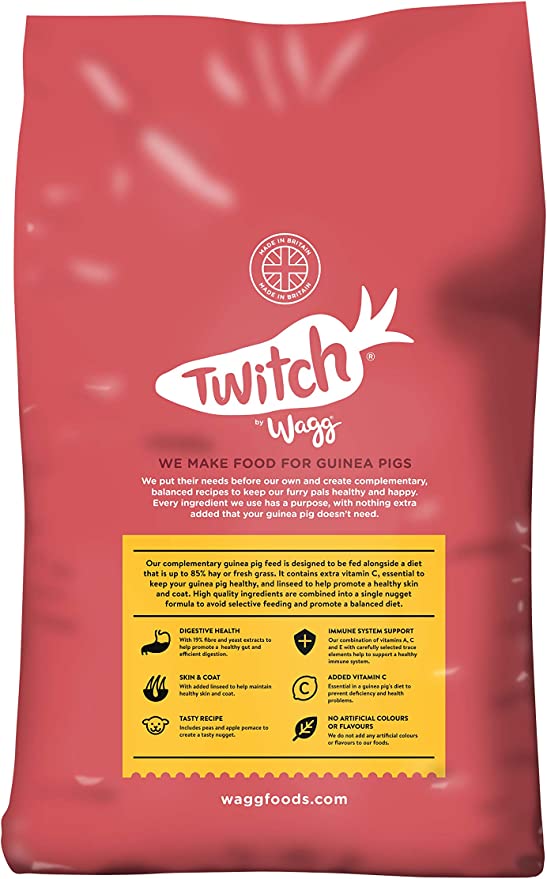 MADE IN BRITAIN
MADE IN BRITAIN
Twitch®
by Wagg®
WE MAKE FOOD FOR GUINEA PIGS
We put their needs before our own and create complementary,
balanced recipes to keep our furry pals healthy and happy.
Every ingredient we use has a purpose, with nothing extra
added that your guinea pig doesn't need.
Our complementary guinea pig feed is designed to be fed alongside a diet
that is up to 85% hay or fresh grass. It contains extra vitamin C, essential to
keep your guinea pig healthy, and linseed to help promote a healthy skin
and coat. High quality ingredients are combined into a single nugget
formula to avoid selective feeding and promote a balanced diet.
DIGESTIVE HEALTH
With 19% fibre and yeast extracts to
help promote a healthy gut and
efficient digestion.
SKIN & COAT
With added linseed to help maintain
healthy skin and coat.
TASTY RECIPE
Includes peas and apple pomace to
create a tasty nugget.
IMMUNE SYSTEM SUPPORT
Our combination of vitamins A, C
and E with carefully selected trace
elements help to support a healthy
immune system.
C
ADDED VITAMIN C
Essential in a guinea pig's diet to
prevent deficiency and health
problems.
NO ARTIFICIAL COLOURS
OR FLAVOURS
We do not add any artificial colours
or flavours to our foods.
waggfoods.com